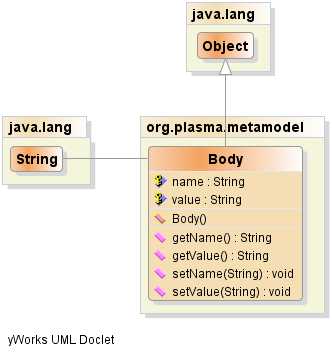 java.lang
Object
java.lang
String
org.plasma.metamodel
Body
name : String
value : String
Body()
getName() : String
getValue() : String
setName(String) : void
setValue(String) : void
yWorks UML Doclet